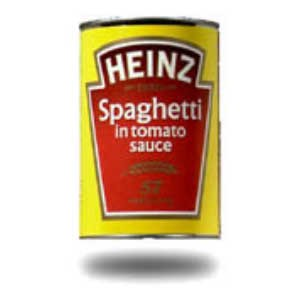 HEINZ
Spaghetti
in tomato
sauce
57